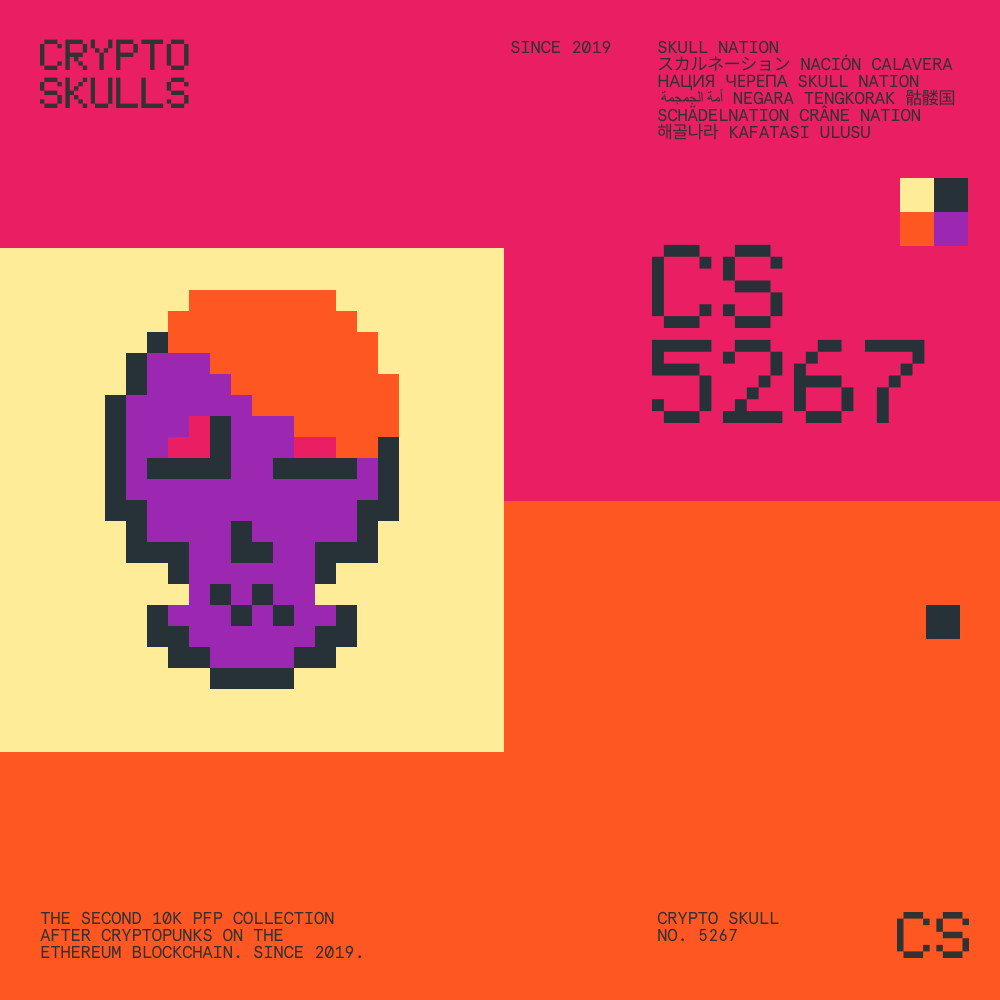 CRYPTO
SKULLS
SINCE 2019
SKULL NATION
スカルネーション NACIÓN CALAVERA
НАЦИЯ ЧЕРЕПА SKULL NATION
أمة الجمجمة NEGARA TENGKORAK 骷髅国
SCHÄDELNATION CRÂNE NATION
해골나라 KAFATASI ULUSU
CS
5267
THE SECOND 10K PFP COLLECTION
AFTER CRYPTOPUNKS ON THE
ETHEREUM BLOCKCHAIN. SINCE 2019.
CRYPTO SKULL
NO. 5267
CS